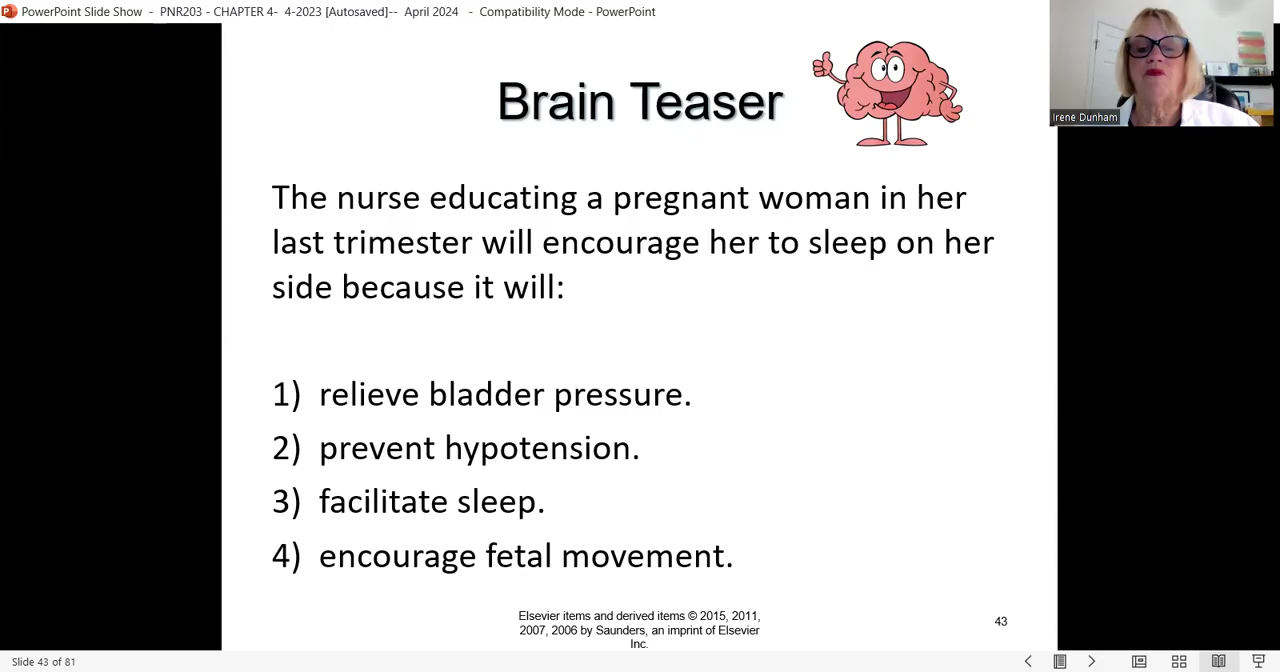 PowerPoint Slide Show - PNR203 - CHAPTER 4- 4-2023 [Autosaved]-- April 2024 - Compatibility Mode - PowerPoint
Irene Dunham
Brain Teaser
The nurse educating a pregnant woman in her
last trimester will encourage her to sleep on her
side because it will:
1) relieve bladder pressure.
2) prevent hypotension.
3) facilitate sleep.
4) encourage fetal movement.
Elsevier items and derived items © 2015, 2011,
2007, 2006 by Saunders, an imprint of Elsevier
Inc.
43
Slide 43 of 81